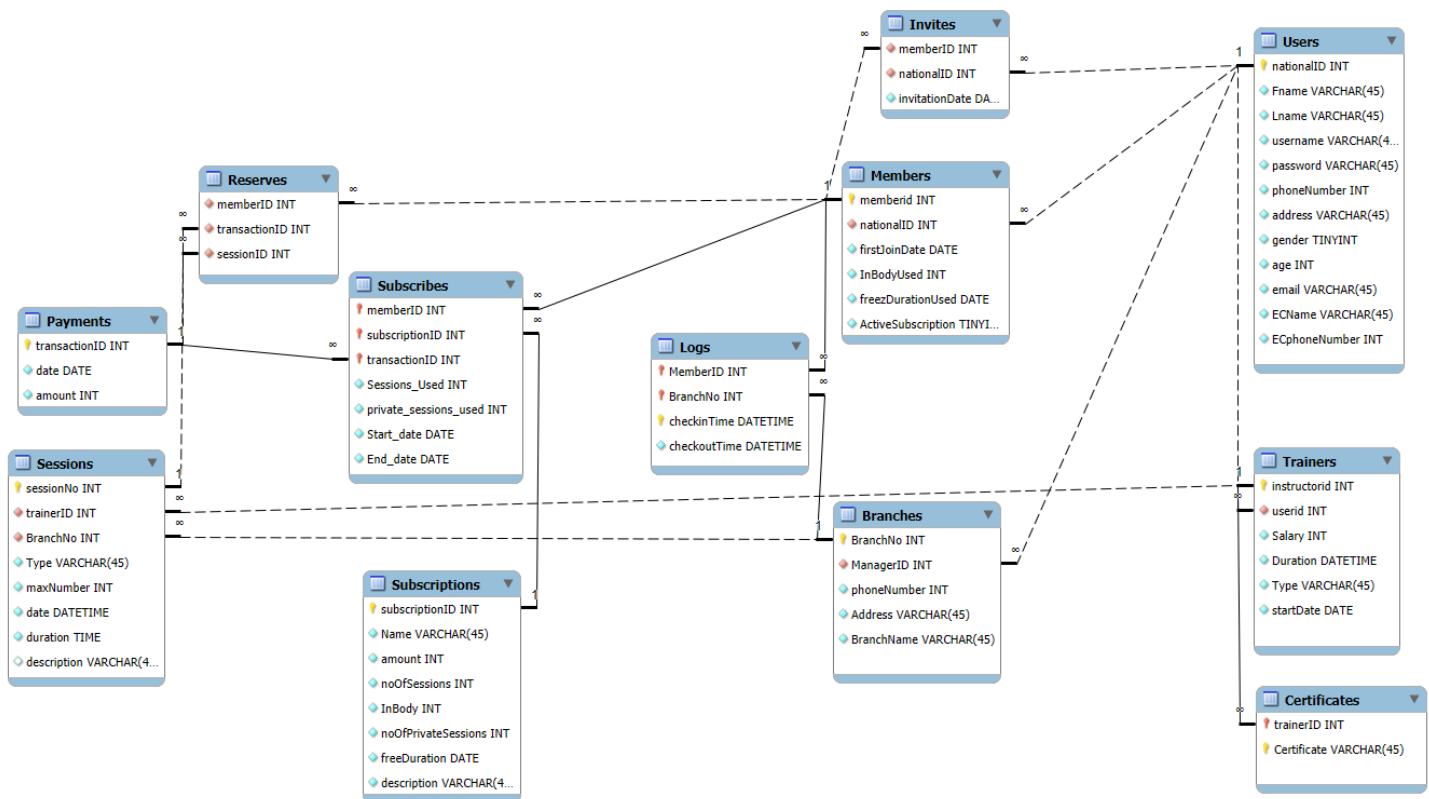 Invites
memberID INT
nationalID INT
invitationDate DA...
Users
nationalID INT
Fname VARCHAR(45)
Lname VARCHAR(45)
username VARCHAR(4...
password VARCHAR(45)
phoneNumber INT
address VARCHAR(45)
gender TINYINT
age INT
email VARCHAR(45)
ECName VARCHAR(45)
ECphoneNumber INT
Reserves
memberID INT
transactionID INT
sessionID INT
Members
memberid INT
nationalID INT
firstJoinDate DATE
InBodyUsed INT
freezDurationUsed DATE
ActiveSubscription TINYI...
Subscribes
memberID INT
subscriptionID INT
transactionID INT
Sessions_Used INT
private_sessions_used INT
Start_date DATE
End_date DATE
Payments
transactionID INT
date DATE
amount INT
Logs
MemberID INT
BranchNo INT
checkinTime DATETIME
checkoutTime DATETIME
Sessions
sessionNo INT
trainerID INT
BranchNo INT
Type VARCHAR(45)
maxNumber INT
date DATETIME
duration TIME
description VARCHAR(4...
Trainers
instructorid INT
userid INT
Salary INT
Duration DATETIME
Type VARCHAR(45)
startDate DATE
Branches
BranchNo INT
ManagerID INT
phoneNumber INT
Address VARCHAR(45)
BranchName VARCHAR(45)
Subscriptions
subscriptionID INT
Name VARCHAR(45)
amount INT
noOfSessions INT
InBody INT
noOfPrivateSessions INT
freeDuration DATE
description VARCHAR(4...
Certificates
trainerID INT
Certificate VARCHAR(45)
∞
∞
1
∞
1
∞
∞
∞
∞
∞
1
∞
∞
∞
1
∞
∞
1
∞
1
∞
1
∞